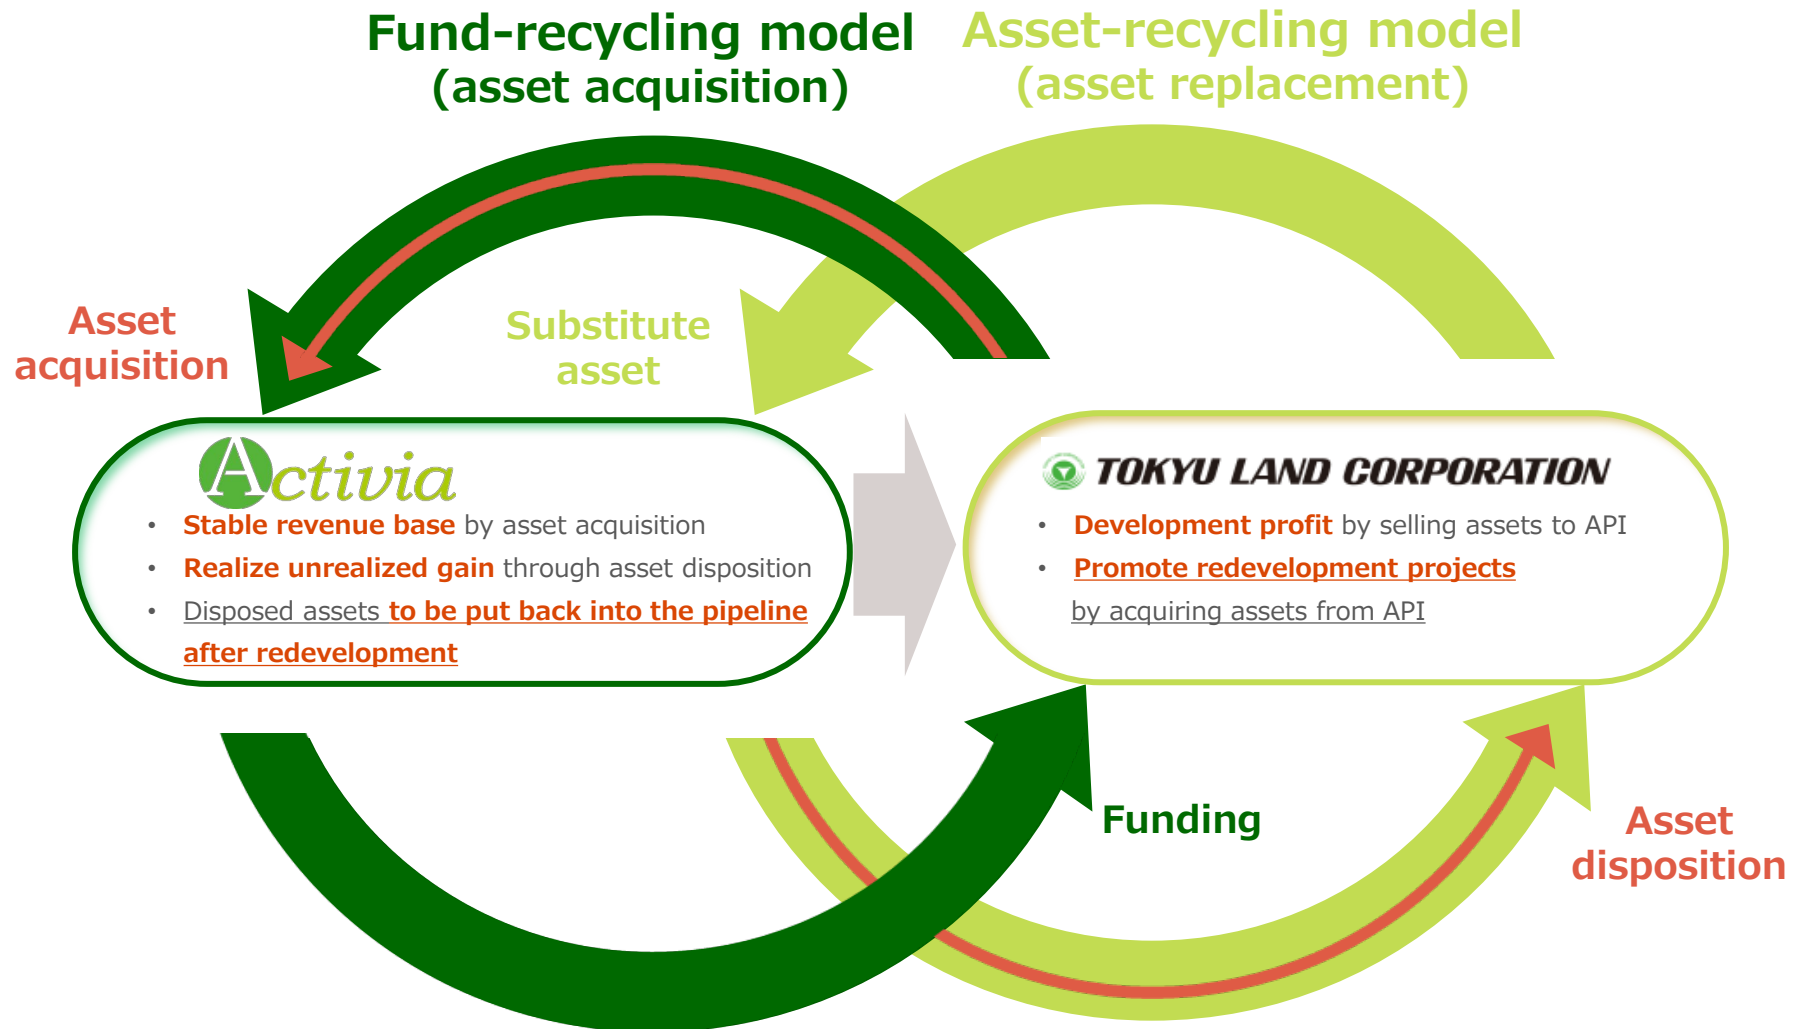 Fund-recycling model
(asset acquisition)
Asset-recycling model
(asset replacement)
Asset
acquisition
Substitute
asset
Activia
• Stable revenue base by asset acquisition
• Realize unrealized gain through asset disposition
• Disposed assets to be put back into the pipeline
after redevelopment
TOKYU LAND CORPORATION
• Development profit by selling assets to API
• Promote redevelopment projects
by acquiring assets from API
Funding
Asset
disposition